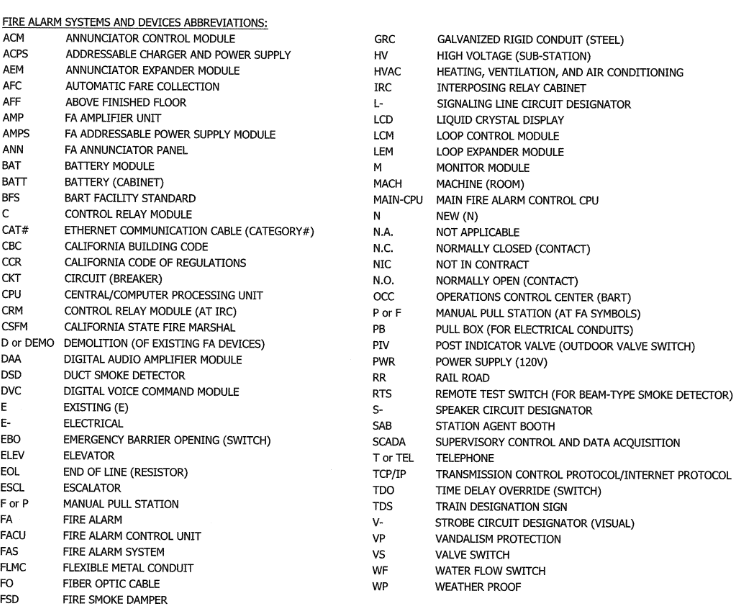 FIRE ALARM SYSTEMS AND DEVICES ABBREVIATIONS:
ACM ANNUNCIATOR CONTROL MODULE
ACPS ADDRESSABLE CHARGER AND POWER SUPPLY
AEM ANNUNCIATOR EXPANDER MODULE
AFC AUTOMATIC FARE COLLECTION
AFF ABOVE FINISHED FLOOR
AMP FA AMPLIFIER UNIT
AMPS FA ADDRESSABLE POWER SUPPLY MODULE
ANN FA ANNUNCIATOR PANEL
BAT BATTERY MODULE
BATT BATTERY (CABINET)
BFS BART FACILITY STANDARD
C CONTROL RELAY MODULE
CAT# ETHERNET COMMUNICATION CABLE (CATEGORY#)
CBC CALIFORNIA BUILDING CODE
CCR CALIFORNIA CODE OF REGULATIONS
CKT CIRCUIT (BREAKER)
CPU CENTRAL/COMPUTER PROCESSING UNIT
CRM CONTROL RELAY MODULE (AT IRC)
CSFM CALIFORNIA STATE FIRE MARSHAL
D or DEMO DEMOLITION (OF EXISTING FA DEVICES)
DAA DIGITAL AUDIO AMPLIFIER MODULE
DSD DUCT SMOKE DETECTOR
DVC DIGITAL VOICE COMMAND MODULE
E EXISTING (E)
E- ELECTRICAL
EBO EMERGENCY BARRIER OPENING (SWITCH)
ELEV ELEVATOR
EOL END OF LINE (RESISTOR)
ESCL ESCALATOR
F or P MANUAL PULL STATION
FA FIRE ALARM
FACU FIRE ALARM CONTROL UNIT
FAS FIRE ALARM SYSTEM
FLMC FLEXIBLE METAL CONDUIT
FO FIBER OPTIC CABLE
FSD FIRE SMOKE DAMPER
GRC GALVANIZED RIGID CONDUIT (STEEL)
HV HIGH VOLTAGE (SUB-STATION)
HVAC HEATING, VENTILATION, AND AIR CONDITIONING
IRC INTERPOSING RELAY CABINET
L- SIGNALING LINE CIRCUIT DESIGNATOR
LCD LIQUID CRYSTAL DISPLAY
LCM LOOP CONTROL MODULE
LEM LOOP EXPANDER MODULE
M MONITOR MODULE
MACH MACHINE (ROOM)
MAIN-CPU MAIN FIRE ALARM CONTROL CPU
N NEW (N)
N.A. NOT APPLICABLE
N.C. NORMALLY CLOSED (CONTACT)
NIC NOT IN CONTRACT
N.O. NORMALLY OPEN (CONTACT)
OCC OPERATIONS CONTROL CENTER (BART)
P or F MANUAL PULL STATION (AT FA SYMBOLS)
PB PULL BOX (FOR ELECTRICAL CONDUITS)
PIV POST INDICATOR VALVE (OUTDOOR VALVE SWITCH)
PWR POWER SUPPLY (120V)
RR RAIL ROAD
RTS REMOTE TEST SWITCH (FOR BEAM-TYPE SMOKE DETECTOR)
S- SPEAKER CIRCUIT DESIGNATOR
SAB STATION AGENT BOOTH
SCADA SUPERVISORY CONTROL AND DATA ACQUISITION
T or TEL TELEPHONE
TCP/IP TRANSMISSION CONTROL PROTOCOL/INTERNET PROTOCOL
TDO TIME DELAY OVERRIDE (SWITCH)
TDS TRAIN DESIGNATION SIGN
V- STROBE CIRCUIT DESIGNATOR (VISUAL)
VP VANDALISM PROTECTION
VS VALVE SWITCH
WF WATER FLOW SWITCH
WP WEATHER PROOF